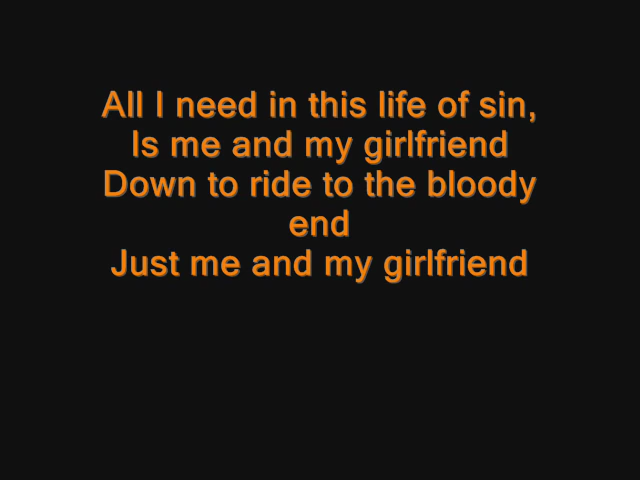 All I need in this life of sin,
Is me and my girlfriend
Down to ride to the bloody
end
Just me and my girlfriend